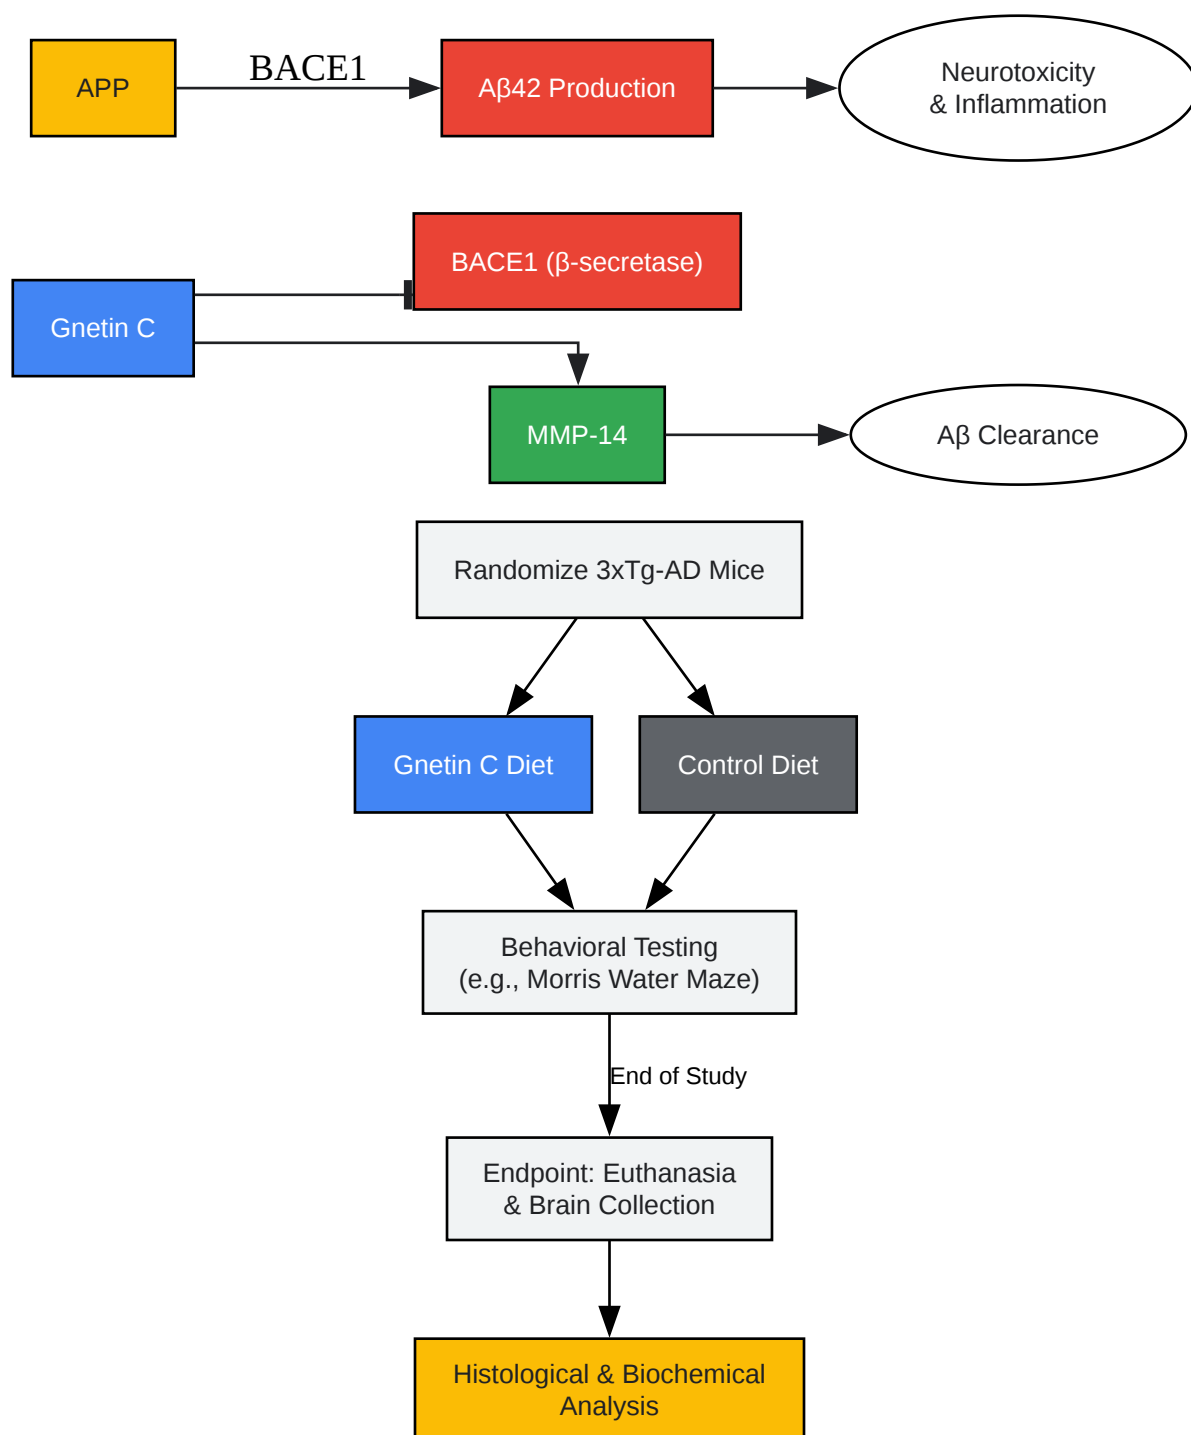 APP
BACE1
Aβ42 Production
Neurotoxicity
& Inflammation
BACE1 (β-secretase)
Gnetin C
MMP-14
Aβ Clearance
Randomize 3xTg-AD Mice
Gnetin C Diet
Control Diet
Behavioral Testing
(e.g., Morris Water Maze)
End of Study
Endpoint: Euthanasia
& Brain Collection
Histological & Biochemical
Analysis